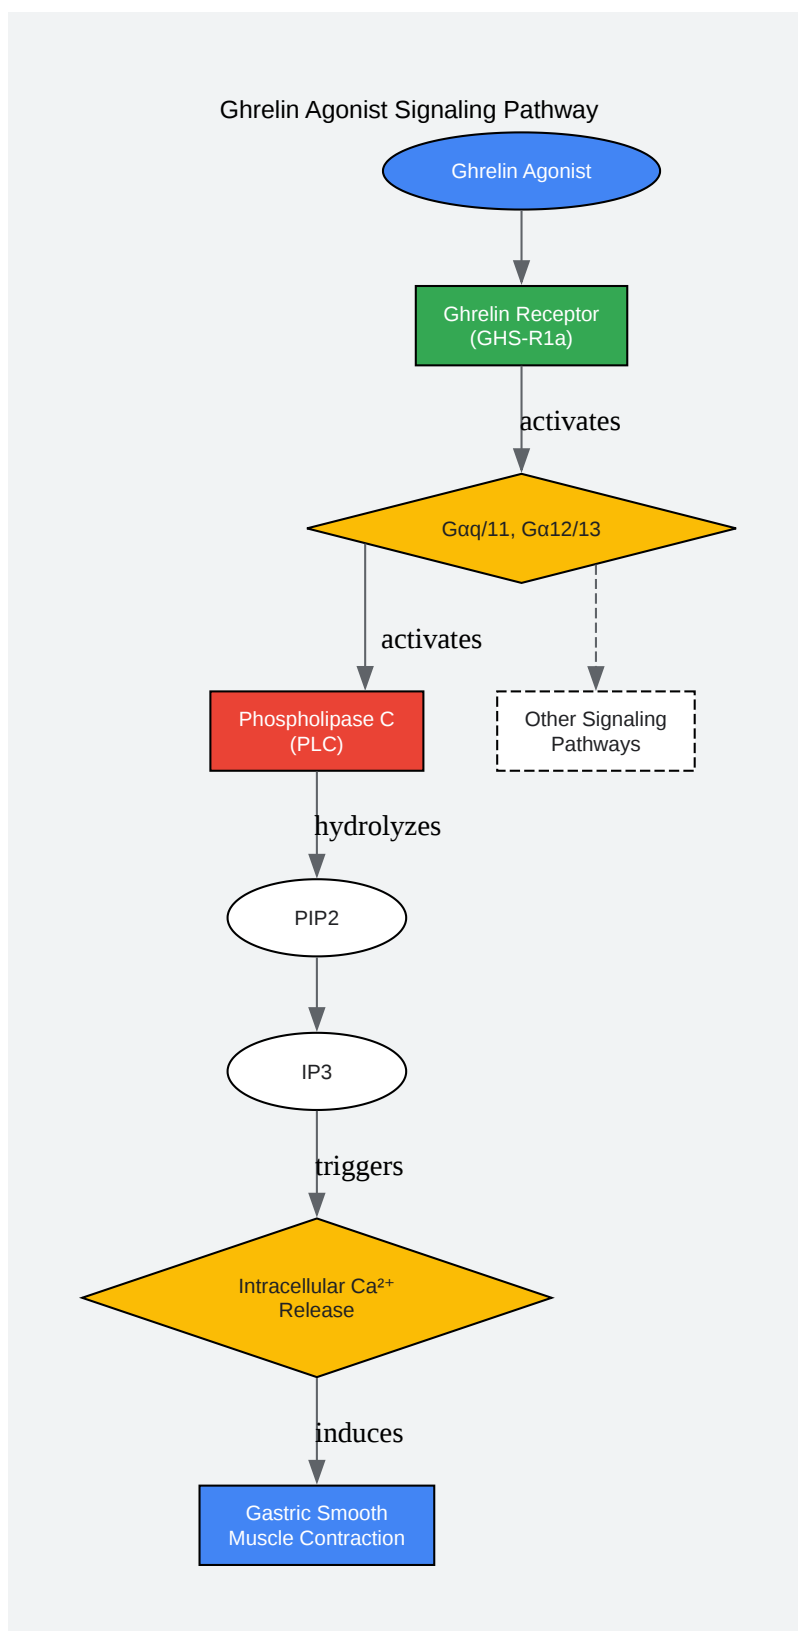 Ghrelin Agonist Signaling Pathway
Ghrelin Agonist
Ghrelin Receptor
(GHS-R1a)
activates
Gαq/11, Gα12/13
activates
Phospholipase C
(PLC)
Other Signaling
Pathways
hydrolyzes
PIP2
IP3
triggers
Intracellular Ca²⁺
Release
induces
Gastric Smooth
Muscle Contraction